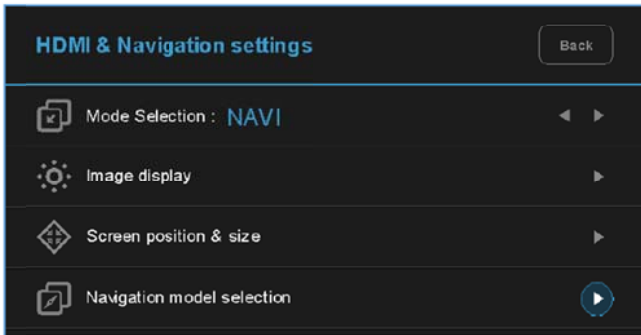 HDMI & Navigation settings
Back
Mode Selection : NAVI
Image display
Screen position & size
Navigation model selection